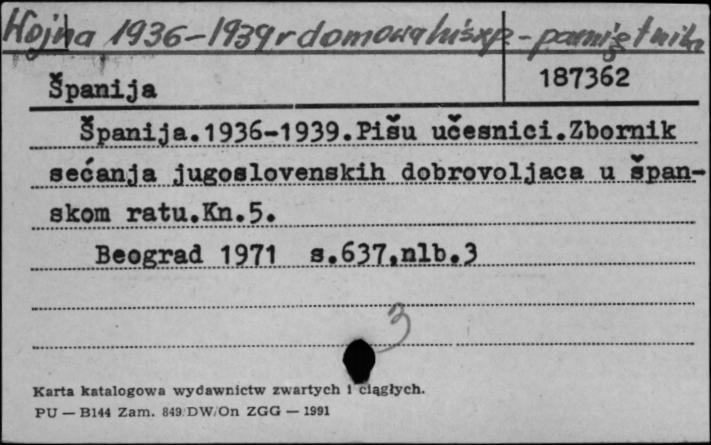 Wojna 1936-1939 r domowa hiszp - pamiętnik
187362
Španija
Španija.1936-1939.Pišu učesnici.Zbornik
sećanja jugoslovenskih dobrovoljaca u špan-
skom ratu.Kn.5.
Beograd 1971 s.637,nlb.3
3
Karta katalogowa wydawnictw zwartych i ciągłych.
PU — B144 Zam. 849/DW/On ZGG — 1991